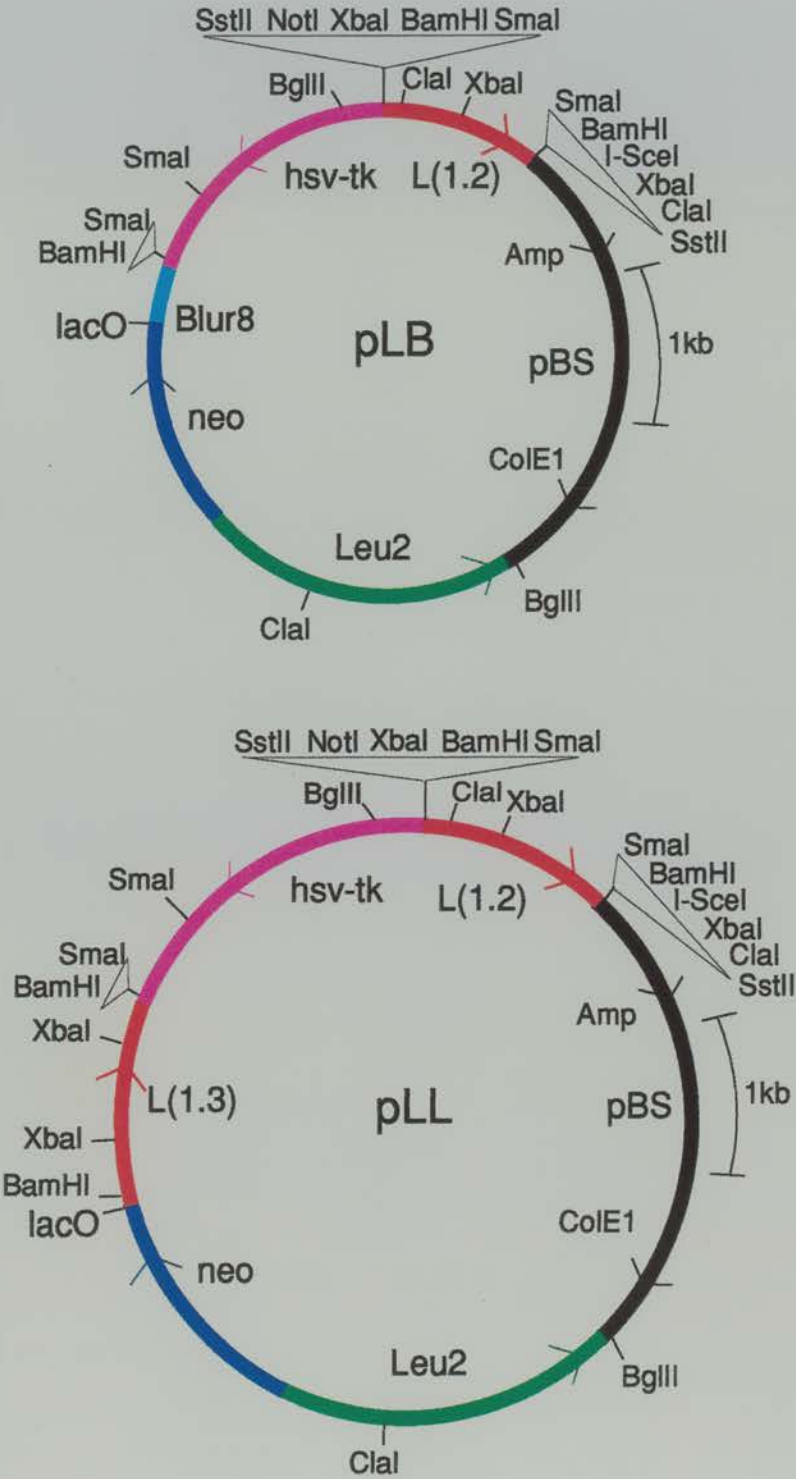 SstII NotI XbaI BamHI SmaI
BglII
ClaI
XbaI
SmaI
BamHI
I-SceI
XbaI
ClaI
SstII
SmaI
hsv-tk
L(1.2)
SmaI
BamHI
Amp
lacO
Blur8
pLB
pBS
1kb
neo
ColE1
Leu2
BglII
ClaI
SstII NotI XbaI BamHI SmaI
BglII
ClaI
XbaI
SmaI
BamHI
I-SceI
XbaI
ClaI
SstII
SmaI
hsv-tk
L(1.2)
SmaI
BamHI
Amp
XbaI
L(1.3)
pLL
pBS
1kb
XbaI
BamHI
lacO
ColE1
neo
Leu2
BglII
ClaI